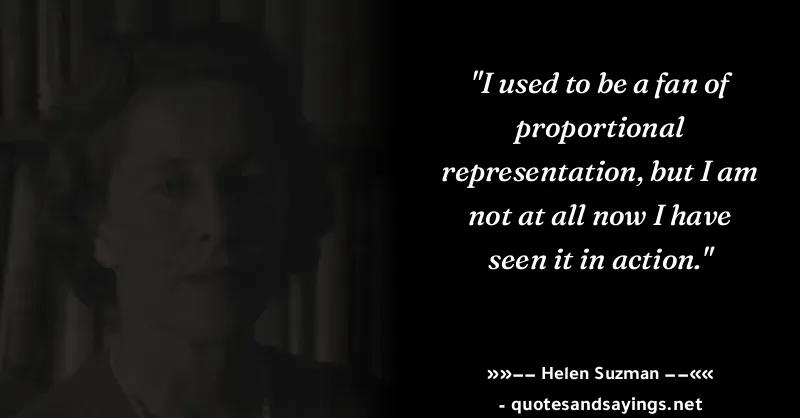 "I used to be a fan of
proportional
representation, but I am
not at all now I have
seen it in action."
»»–– Helen Suzman ––««
- quotesandsayings.net